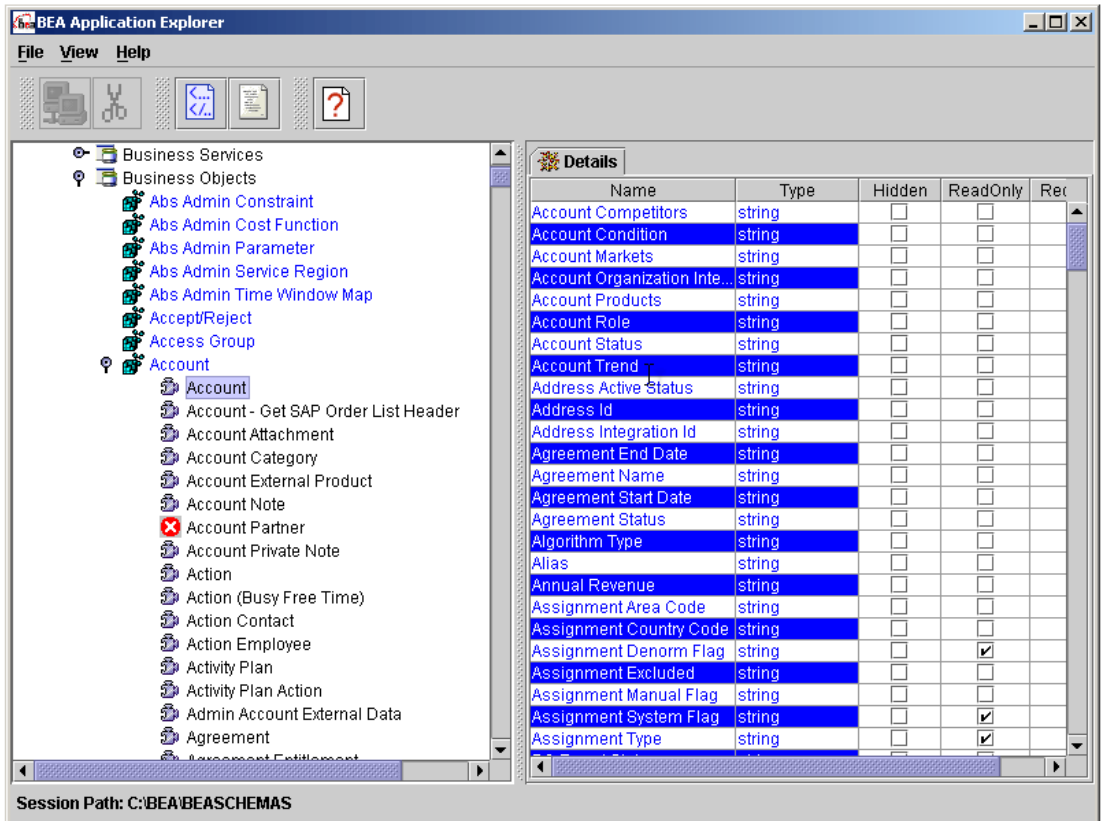 BEA Application Explorer
File View Help
Business Services
Business Objects
Abs Admin Constraint
Abs Admin Cost Function
Abs Admin Parameter
Abs Admin Service Region
Abs Admin Time Window Map
Accept/Reject
Access Group
Account
Account
Account - Get SAP Order List Header
Account Attachment
Account Category
Account External Product
Account Note
Account Partner
Account Private Note
Action
Action (Busy Free Time)
Action Contact
Action Employee
Activity Plan
Activity Plan Action
Admin Account External Data
Agreement
Agreement Entitlement
Details
Name Type Hidden ReadOnly Rec
Account Competitors string
Account Condition string
Account Markets string
Account Organization Inte... string
Account Products string
Account Role string
Account Status string
Account Trend string
Address Active Status string
Address Id string
Address Integration Id string
Agreement End Date string
Agreement Name string
Agreement Start Date string
Agreement Status string
Algorithm Type string
Alias string
Annual Revenue string
Assignment Area Code string
Assignment Country Code string
Assignment Denorm Flag string
Assignment Excluded string
Assignment Manual Flag string
Assignment System Flag string
Assignment Type string
Session Path: C:\BEA\BEASCHEMAS